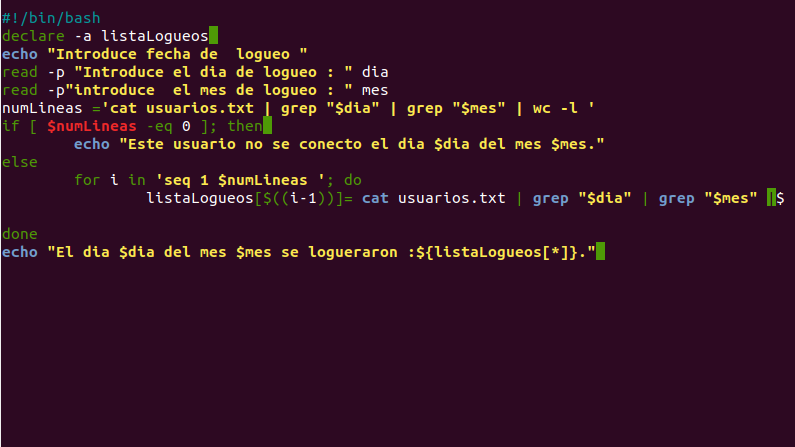 #!/bin/bash
declare -a listaLogueos
echo "Introduce fecha de  logueo "
read -p "Introduce el dia de logueo : " dia
read -p"introduce  el mes de logueo : " mes
numLineas ='cat usuarios.txt | grep "$dia" | grep "$mes" | wc -l '
if [ $numLineas -eq 0 ]; then
        echo "Este usuario no se conecto el dia $dia del mes $mes."
else
        for i in 'seq 1 $numLineas '; do
                listaLogueos[$((i-1))]= cat usuarios.txt | grep "$dia" | grep "$mes" |$
done
echo "El dia $dia del mes $mes se logueraron :${listaLogueos[*]}."